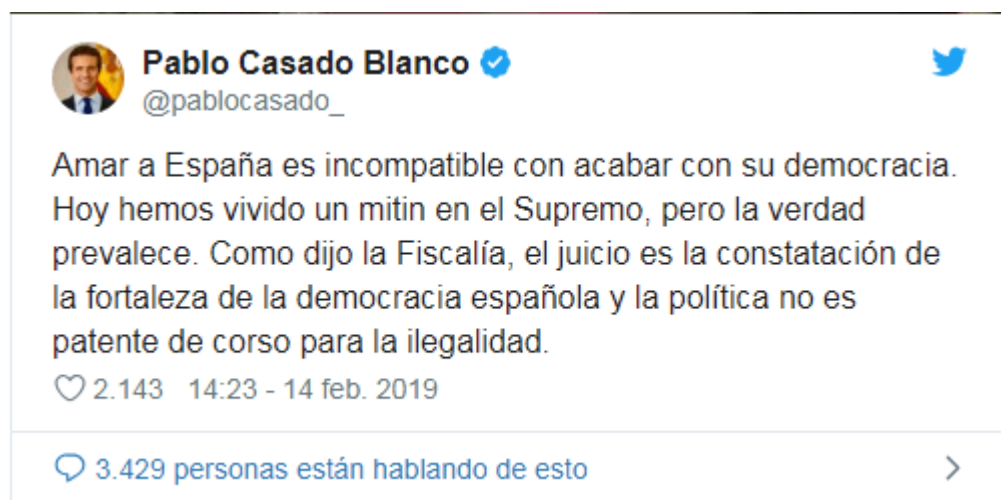 Pablo Casado Blanco
@pablocasado_
Amar a España es incompatible con acabar con su democracia.
Hoy hemos vivido un mitin en el Supremo, pero la verdad
prevalece. Como dijo la Fiscalía, el juicio es la constatación de
la fortaleza de la democracia española y la política no es
patente de corso para la ilegalidad.
2.143 14:23 - 14 feb. 2019
3.429 personas están hablando de esto